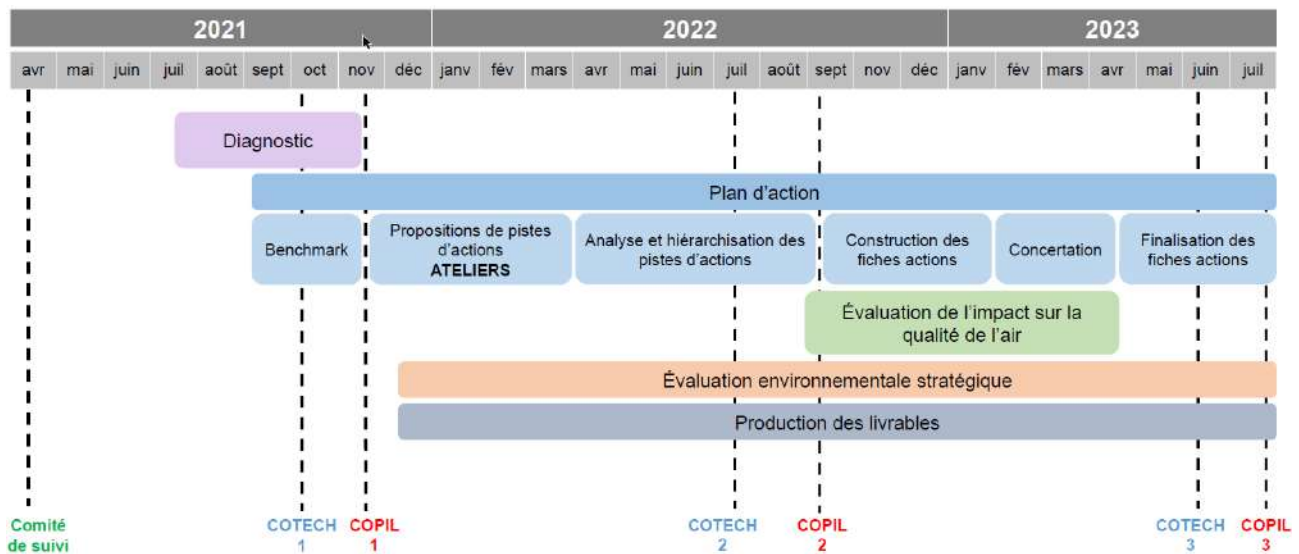 2021 2022 2023
avr mai juin juil août sept oct nov déc janv fév mars avr mai juin juil août sept nov déc janv fév mars avr mai juin juil
Diagnostic
Plan d'action
Benchmark
Propositions de pistes
d'actions
ATELIERS
Analyse et hiérarchisation des
pistes d'actions
Construction des
fiches actions
Concertation
Finalisation des
fiches actions
Évaluation de l'impact sur la
qualité de l'air
Évaluation environnementale stratégique
Production des livrables
Comité
de suivi
COTECH
1
COPIL
1
COTECH
2
COPIL
2
COTECH
3
COPIL
3